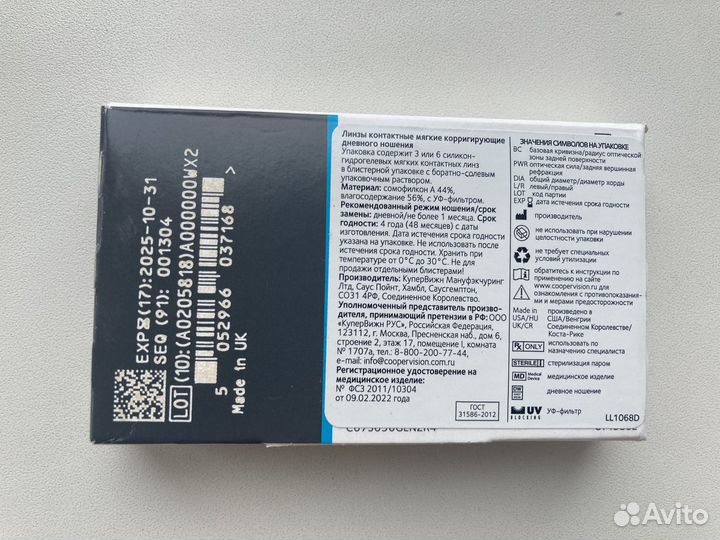 EXP⌛(17):2025-10-31
SEQ (91): 001304
LOT (10):(A0205818)A000000WX2
5 052966 037168 >
Made in UK
Линзы контактные мягкие корригирующие
дневного ношения
Упаковка содержит 3 или 6 силикон-
гидрогелевых мягких контактных линз
в блистерной упаковке с боратно-солевым
упаковочным раствором.
Материал: сомофилкон А 44%,
влагосодержание 56%, с УФ-фильтром.
Рекомендованный режим ношения/срок
замены: дневной/не более 1 месяца. Срок
годности: 4 года (48 месяцев) с даты
изготовления. Дата истечения срока годности
указана на упаковке. Не использовать после
истечения срока годности. Хранить при
температуре от 0°С до 30°С. Не для
продажи отдельными блистерами!
Производитель: КуперВижн Мануфэкчуринг
Лтд, Саус Пойнт, Хамбл, Саусгемптон,
СО31 4РФ, Соединенное Королевство.
Уполномоченный представитель производителя,
принимающий претензии в РФ: ООО
«КуперВижн РУС», Российская Федерация,
123112, г. Москва, Пресненская наб., дом 6,
строение 2, этаж 17, помещение I, комната
№ 1707а, тел.: 8-800-200-77-44,
e-mail: info@coopervision.com.ru
Регистрационное удостоверение на
медицинское изделие:
№ ФСЗ 2011/10304
от 09.02.2022 года
ГОСТ
31586-2012
ЗНАЧЕНИЯ СИМВОЛОВ НА УПАКОВКЕ
BC базовая кривизна/радиус оптической
зоны задней поверхности
PWR оптическая сила/задняя вершинная
рефракция
DIA общий диаметр/диаметр хорды
L/R левый/правый
LOT код партии
EXP ⌛ дата истечения срока годности
производитель
не использовать при нарушении
целостности упаковки
не требует специальных
условий утилизации
обратитесь к инструкции по
применению на сайте
www.coopervision.com.ru для
ознакомления с противопоказаниями
и мерами предосторожности
Made in произведено в
USA/HU США/Венгрии
UK/CR Соединенном Королевстве/
Коста-Рике
Rx ONLY использовать по
назначению специалиста
STERILE стерилизация паром
MD Medical Device медицинское изделие
дневное ношение
UV BLOCKING УФ-фильтр
LL1068D
Avito